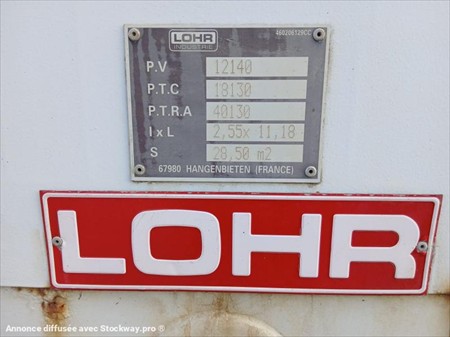 LOHR
INDUSTRIE
P.V 12140
P.T.C 18130
P.T.R.A 40130
l x L 2,55x 11,18
S 28,50 m2
67980 HANGENBIETEN (FRANCE)
LOHR
Annonce diffusée avec Stockway.pro ®